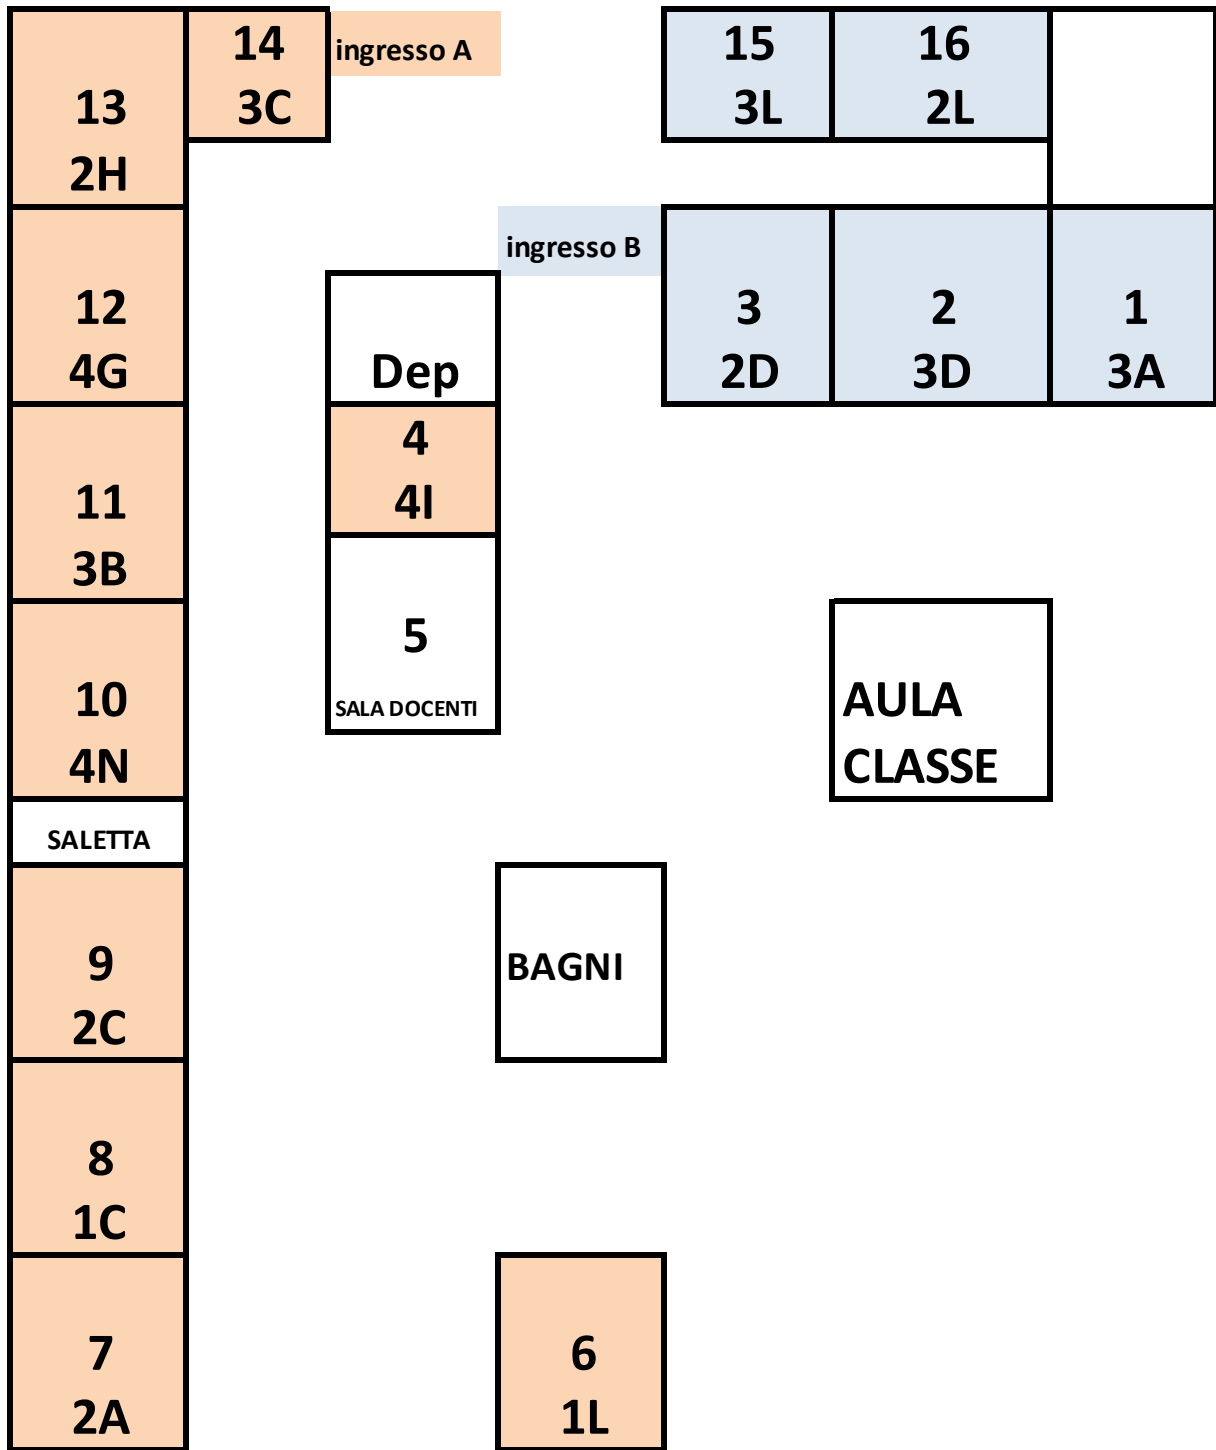 14
3C
ingresso A
15
3L
16
2L
13
2H
ingresso B
12
4G
Dep
3
2D
2
3D
1
3A
4
4I
11
3B
5
SALA DOCENTI
10
4N
AULA
CLASSE
SALETTA
9
2C
BAGNI
8
1C
7
2A
6
1L